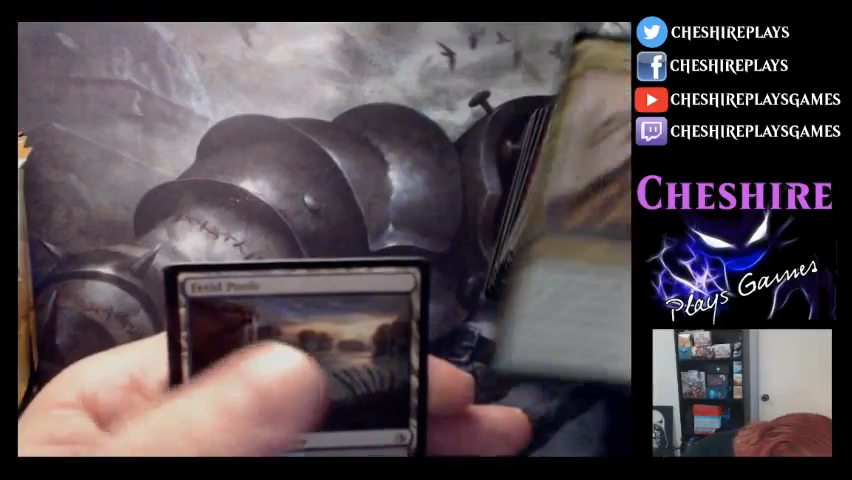 CHESHIREPLAYS
CHESHIREPLAYS
CHESHIREPLAYSGAMES
CHESHIREPLAYSGAMES
CHESHIRE
Plays Games
Fetid Pools